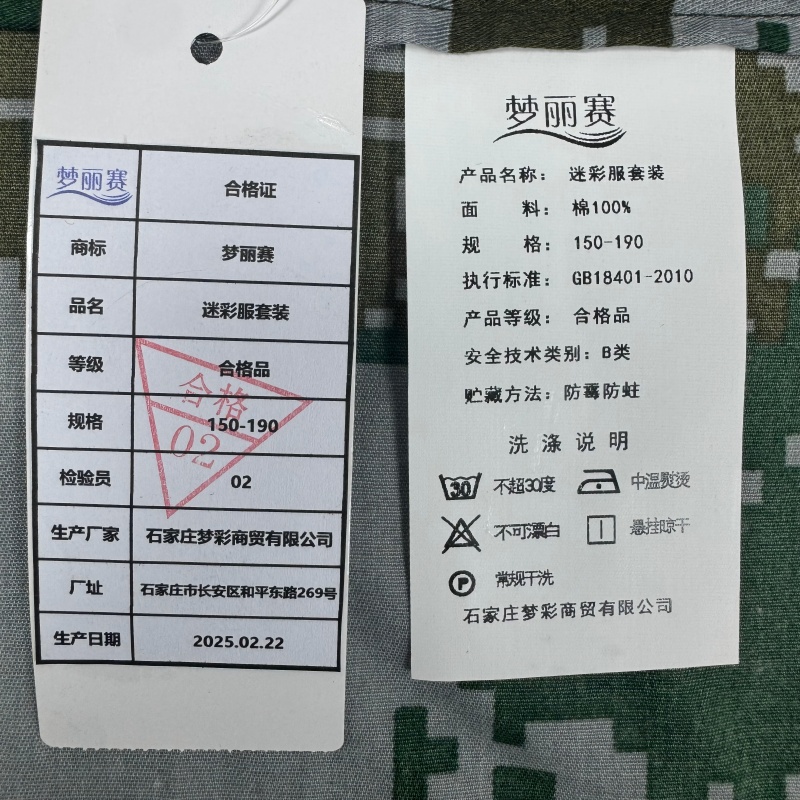 梦丽赛 合格证
商标 梦丽赛
品名 迷彩服套装
等级 合格品
规格 150-190
合格
02
检验员 02
生产厂家 石家庄梦彩商贸有限公司
厂址 石家庄市长安区和平东路269号
生产日期 2025.02.22
梦丽赛
产品名称: 迷彩服套装
面 料: 棉100%
规 格: 150-190
执行标准: GB18401-2010
产品等级: 合格品
安全技术类别: B类
贮藏方法: 防霉防蛀
洗涤说明
30 不超30度 中温熨烫
不可漂白 悬挂晾干
P 常规干洗
石家庄梦彩商贸有限公司